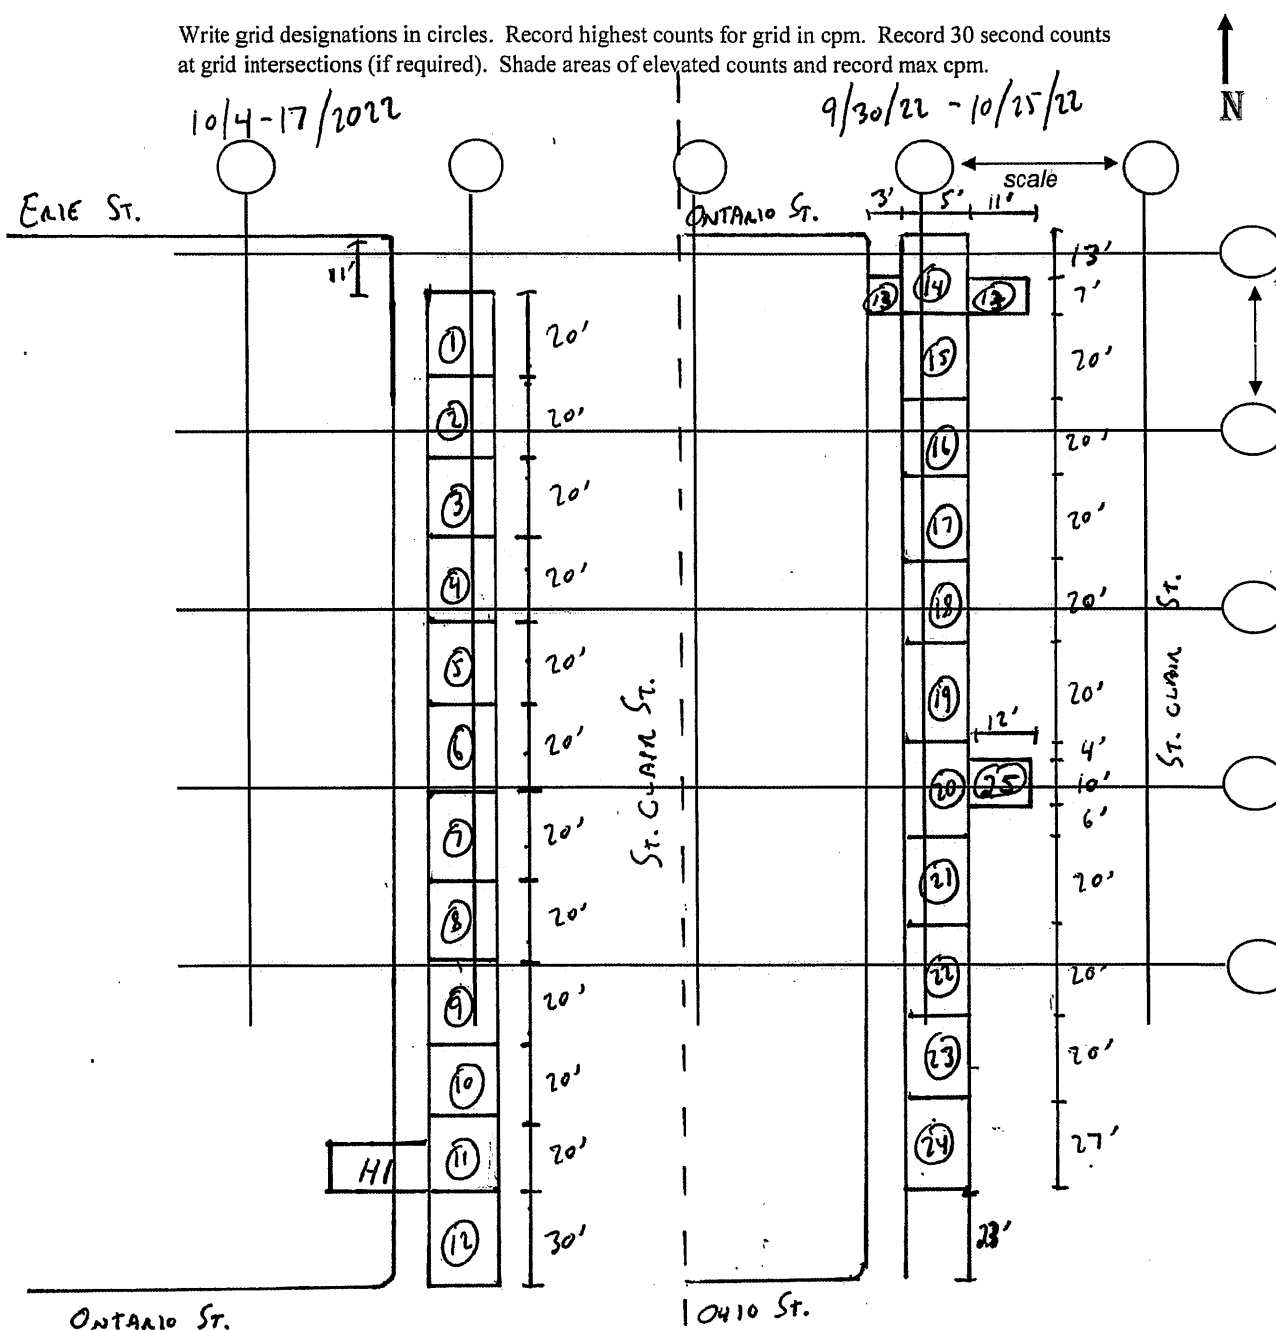 Write grid designations in circles. Record highest counts for grid in cpm. Record 30 second counts
at grid intersections (if required). Shade areas of elevated counts and record max cpm.
N
10/4-17/2022
9/30/22 - 10/25/22
scale
ERIE ST.
ONTARIO ST.
3' 5' 11'
11'
1 20'
2 20'
3 20'
4 20'
5 20'
6 20'
7 20'
8 20'
9 20'
10 20'
11 20'
H1
12 30'
ONTARIO ST.
ST. CLAIR ST.
13'
13 14 13 7'
15 20'
16 20'
17 20'
18 20'
19 20'
12'
4'
20 25 10'
6'
21 20'
22 20'
23 20'
24 27'
23'
ST. CLAIR ST.
OHIO ST.